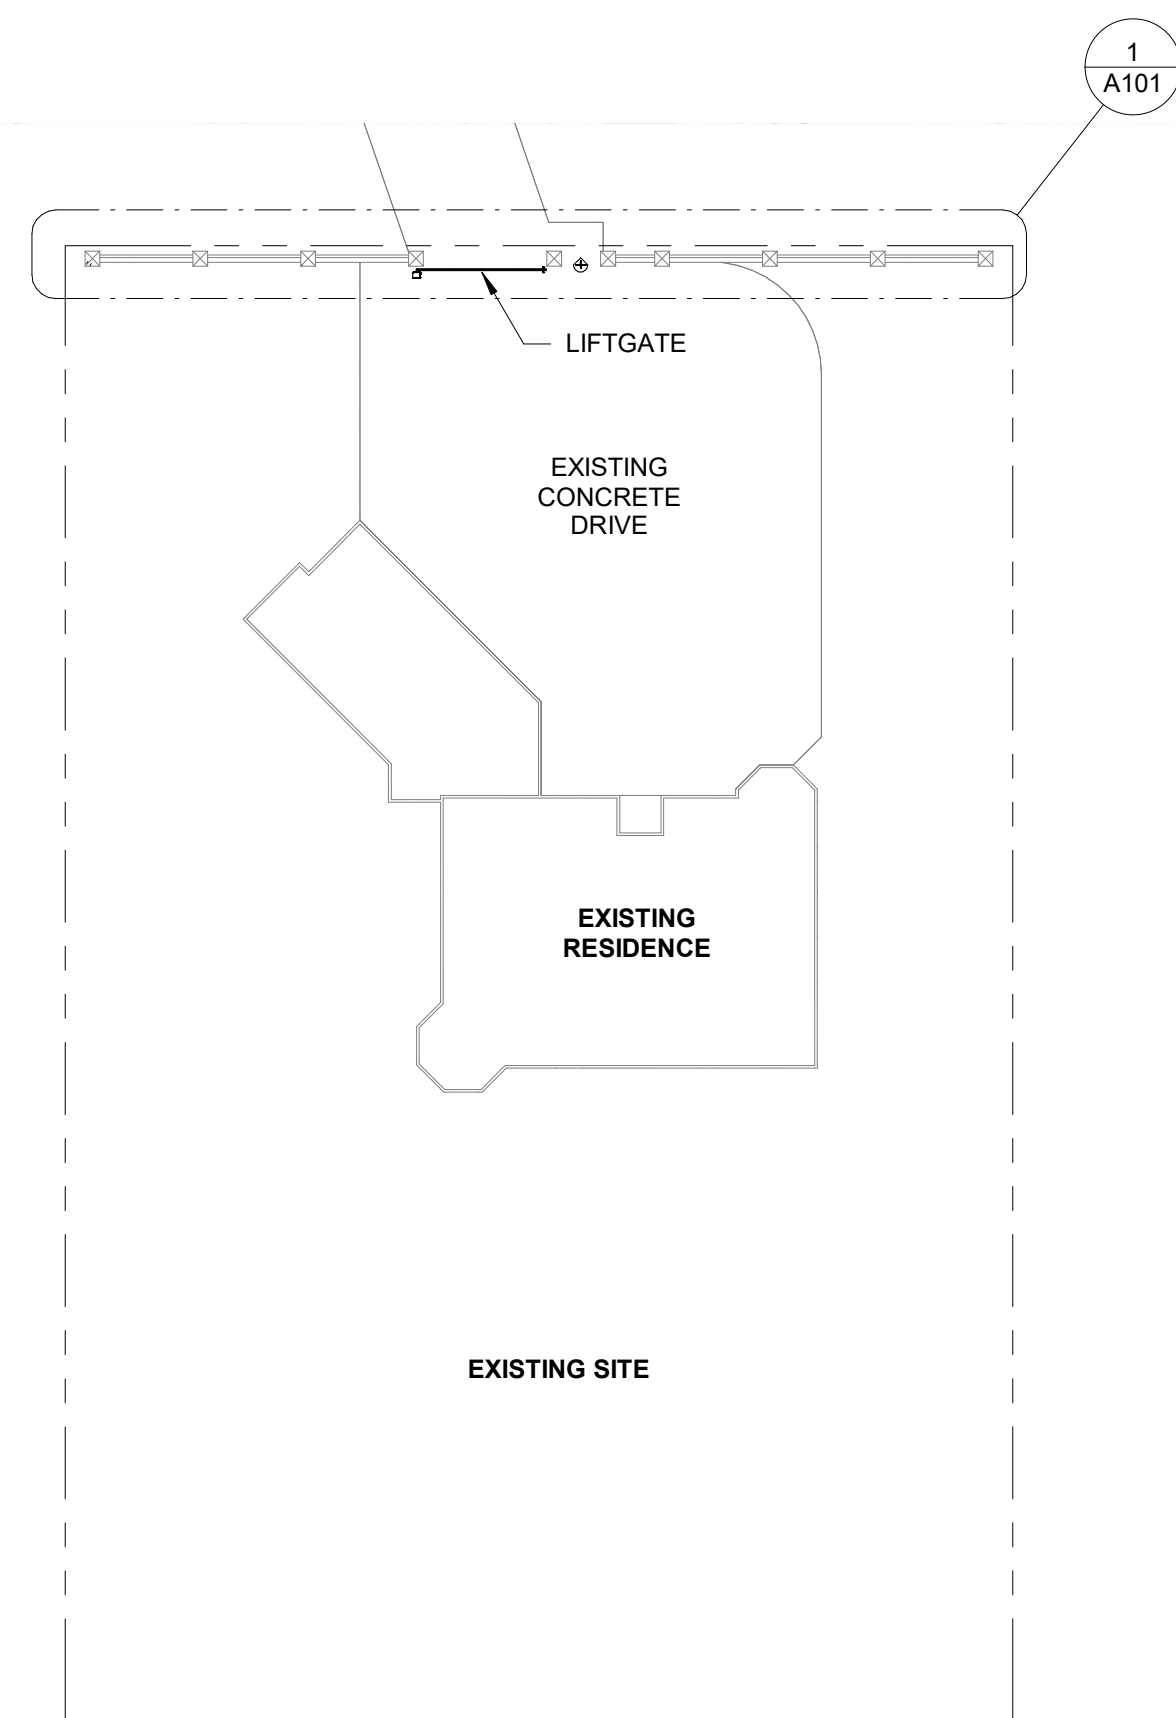 1
A101
LIFTGATE
EXISTING
CONCRETE
DRIVE
EXISTING
RESIDENCE
EXISTING SITE